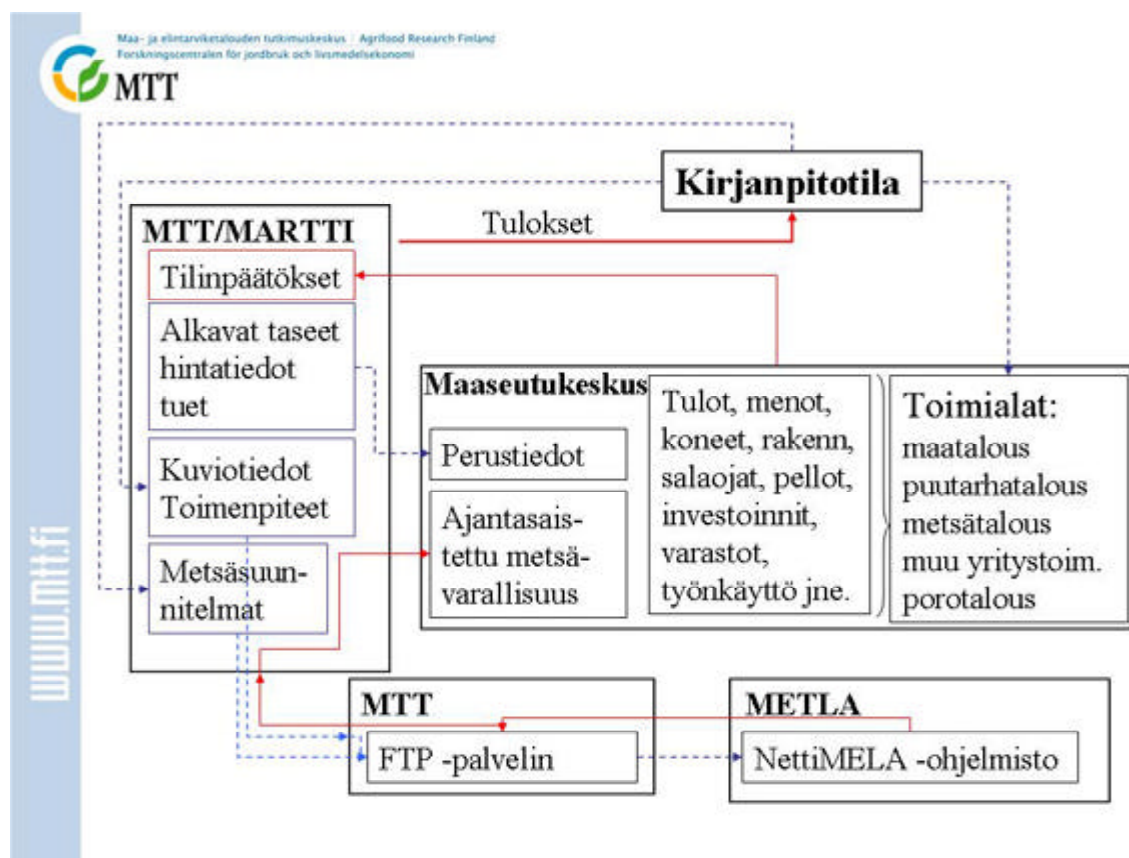 Maa- ja elintarviketalouden tutkimuskeskus | Agrifood Research Finland
Forskningscentralen för jordbruk och livsmedelsekonomi
MTT
www.mtt.fi
Kirjanpitotila
MTT/MARTTI
Tulokset
Tilinpäätökset
Alkavat taseet
hintatiedot
tuet
Kuviotiedot
Toimenpiteet
Metsäsuun-
nitelmat
Maaseutukeskus
Perustiedot
Ajantasais-
tettu metsä-
varallisuus
Tulot, menot,
koneet, rakenn,
salaojat, pellot,
investoinnit,
varastot,
työnkäyttö jne.
Toimialat:
maatalous
puutarhatalous
metsätalous
muu yritystoim.
porotalous
MTT
FTP -palvelin
METLA
NettiMELA -ohjelmisto